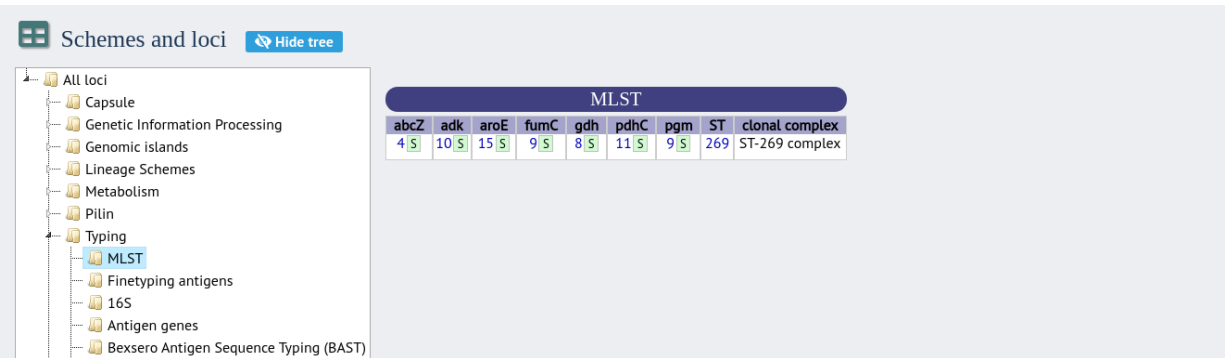 Schemes and loci
Hide tree
All loci
Capsule
Genetic Information Processing
Genomic islands
Lineage Schemes
Metabolism
Pilin
Typing
MLST
Finetyping antigens
16S
Antigen genes
Bexsero Antigen Sequence Typing (BAST)
MLST
abcZ adk aroE fumC gdh pdhC pgm ST clonal complex
4 S 10 S 15 S 9 S 8 S 11 S 9 S 269 ST-269 complex